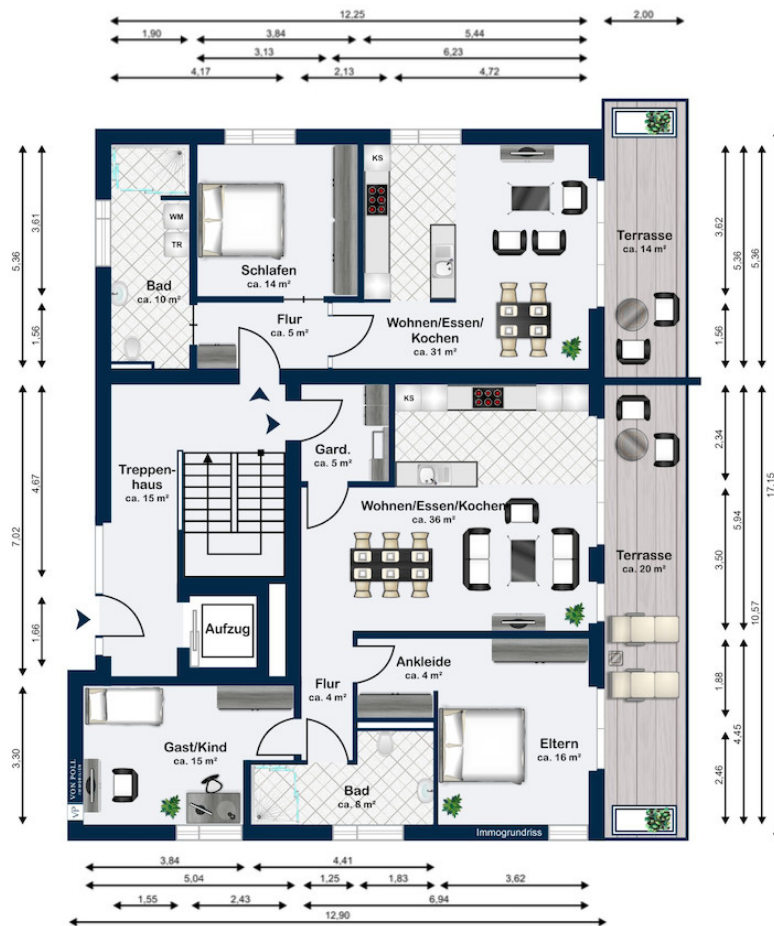 12,25
2,00
1,90
3,84
5,44
3,13
6,23
4,17
2,13
4,72
KS
WM
TR
Schlafen
ca. 14 m²
Bad
ca. 10 m²
Flur
ca. 5 m²
Wohnen/Essen/
Kochen
ca. 31 m²
Terrasse
ca. 14 m²
5,36
3,61
1,56
3,62
1,56
5,36
5,36
KS
Gard.
ca. 5 m²
Treppen-
haus
ca. 15 m²
Wohnen/Essen/Kochen
ca. 36 m²
Terrasse
ca. 20 m²
7,02
4,67
1,66
2,34
3,50
5,94
10,57
17,15
Aufzug
Ankleide
ca. 4 m²
Flur
ca. 4 m²
Gast/Kind
ca. 15 m²
Eltern
ca. 16 m²
Bad
ca. 8 m²
3,30
1,88
2,46
4,45
VP VON POLL
Immogrundriss
3,84
4,41
5,04
1,25
1,83
3,62
1,55
2,43
6,94
12,90